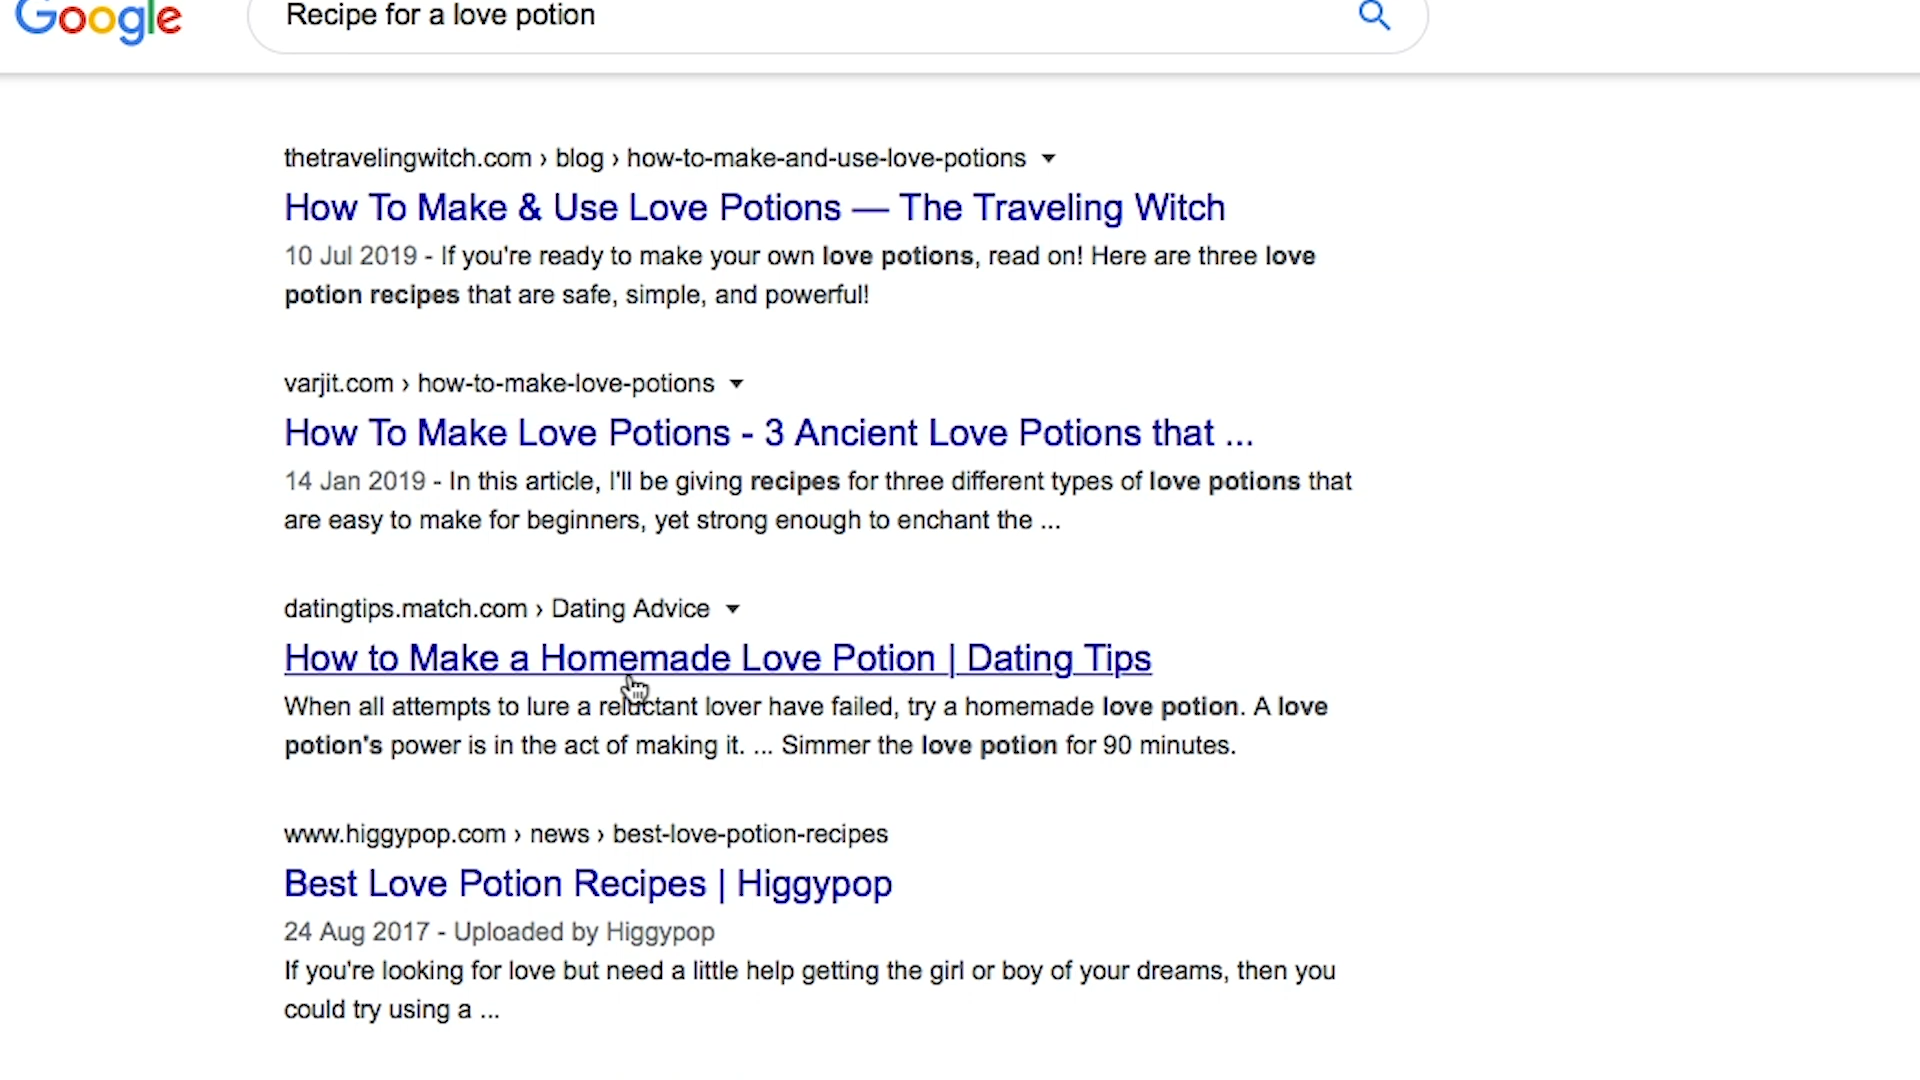 Google
Recipe for a love potion
thetravelingwitch.com › blog › how-to-make-and-use-love-potions
How To Make & Use Love Potions — The Traveling Witch
10 Jul 2019 - If you're ready to make your own love potions, read on! Here are three love
potion recipes that are safe, simple, and powerful!
varjit.com › how-to-make-love-potions
How To Make Love Potions - 3 Ancient Love Potions that ...
14 Jan 2019 - In this article, I'll be giving recipes for three different types of love potions that
are easy to make for beginners, yet strong enough to enchant the ...
datingtips.match.com › Dating Advice
How to Make a Homemade Love Potion | Dating Tips
When all attempts to lure a reluctant lover have failed, try a homemade love potion. A love
potion's power is in the act of making it. ... Simmer the love potion for 90 minutes.
www.higgypop.com › news › best-love-potion-recipes
Best Love Potion Recipes | Higgypop
24 Aug 2017 - Uploaded by Higgypop
If you're looking for love but need a little help getting the girl or boy of your dreams, then you
could try using a ...